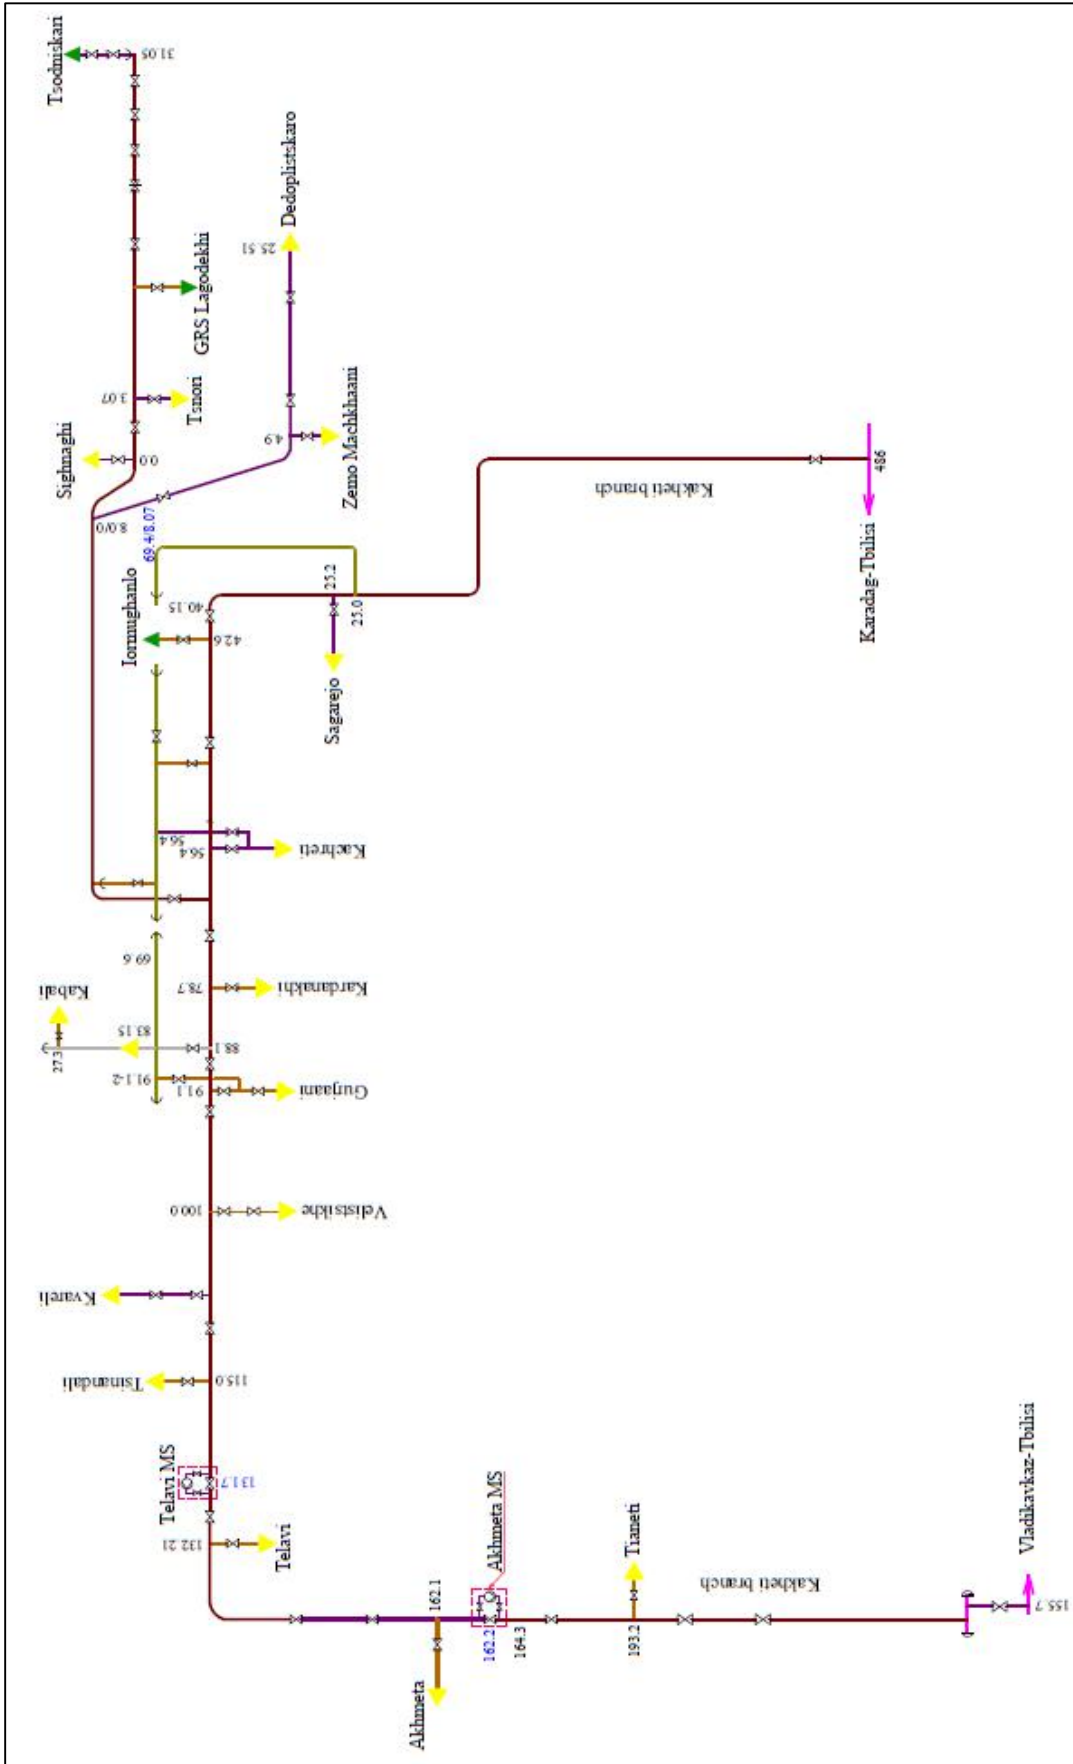 Tsodniskari
31.05
Dedoplistskaro
25.51
GRS Lagodekhi
Tsnori
3.07
Sighnaghi
0.0
Zemo Machkhaani
4.9
8.0/0
69.4/8.07
Kakheti branch
486
Karadag-Tbilisi
Iormughanlo
40.15
42.6
25.2
25.0
Sagarejo
56.4
56.4
Kachreti
69.6
Kabali
27.3
83.15
78.7
Kardanakhi
88.1
91.1-2
91.1
Gurjaani
100.0
Velistsikhe
Kvareli
Tsinandali
115.0
Telavi MS
131.7
132.21
Telavi
162.1
Akhmeta MS
162.2
164.3
Akhmeta
Tianeti
193.2
Kakheti branch
Vladikavkaz-Tbilisi
155.7